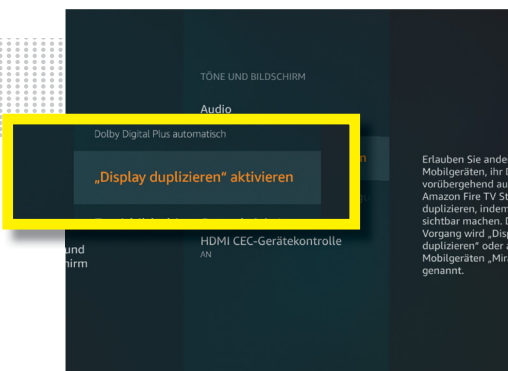 TÖNE UND BILDSCHIRM
Audio
Dolby Digital Plus automatisch
„Display duplizieren“ aktivieren
HDMI CEC-Gerätekontrolle
AN
und
hirm
Erlauben Sie ande
Mobilgeräten, ihr D
vorübergehend au
Amazon Fire TV St
duplizieren, indem
sichtbar machen. D
Vorgang wird „Disp
duplizieren“ oder a
Mobilgeräten „Mira
genannt.